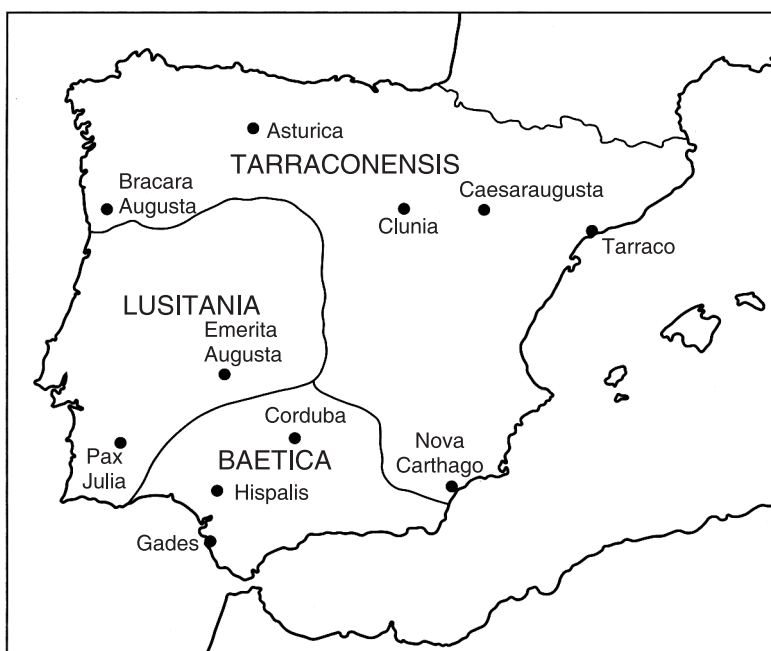 Asturica
TARRACONENSIS
Bracara
Augusta
Caesaraugusta
Clunia
Tarraco
LUSITANIA
Emerita
Augusta
Corduba
Pax
Julia
BAETICA
Nova
Carthago
Hispalis
Gades